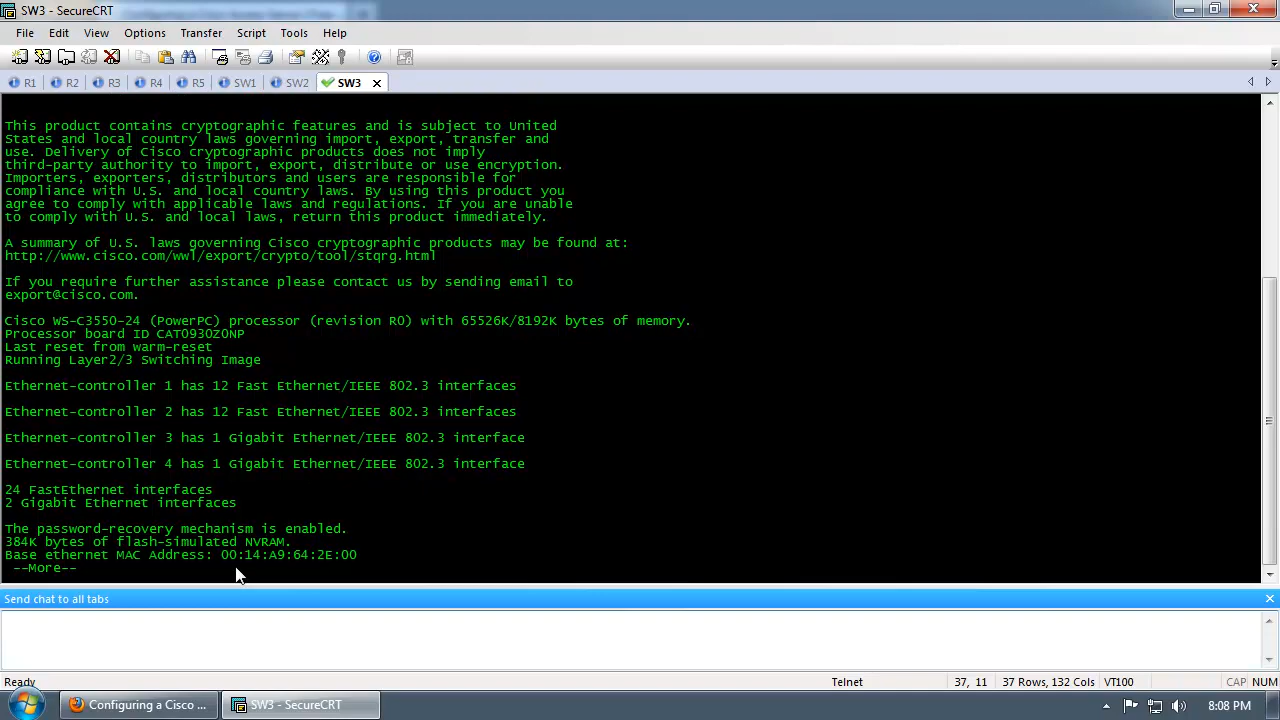 SW3 - SecureCRT
File Edit View Options Transfer Script Tools Help
R1 R2 R3 R4 R5 SW1 SW2 SW3
This product contains cryptographic features and is subject to United
States and local country laws governing import, export, transfer and
use. Delivery of Cisco cryptographic products does not imply
third-party authority to import, export, distribute or use encryption.
Importers, exporters, distributors and users are responsible for
compliance with U.S. and local country laws. By using this product you
agree to comply with applicable laws and regulations. If you are unable
to comply with U.S. and local laws, return this product immediately.
A summary of U.S. laws governing Cisco cryptographic products may be found at:
http://www.cisco.com/wwl/export/crypto/tool/stqrg.html
If you require further assistance please contact us by sending email to
export@cisco.com.
Cisco WS-C3550-24 (PowerPC) processor (revision R0) with 65526K/8192K bytes of memory.
Processor board ID CAT0930Z0NP
Last reset from warm-reset
Running Layer2/3 Switching Image
Ethernet-controller 1 has 12 Fast Ethernet/IEEE 802.3 interfaces
Ethernet-controller 2 has 12 Fast Ethernet/IEEE 802.3 interfaces
Ethernet-controller 3 has 1 Gigabit Ethernet/IEEE 802.3 interface
Ethernet-controller 4 has 1 Gigabit Ethernet/IEEE 802.3 interface
24 FastEthernet interfaces
2 Gigabit Ethernet interfaces
The password-recovery mechanism is enabled.
384K bytes of flash-simulated NVRAM.
Base ethernet MAC Address: 00:14:A9:64:2E:00
--More--
Send chat to all tabs
Ready Telnet 37, 11 37 Rows, 132 Cols VT100 CAP NUM
Configuring a Cisco ... SW3 - SecureCRT 8:08 PM